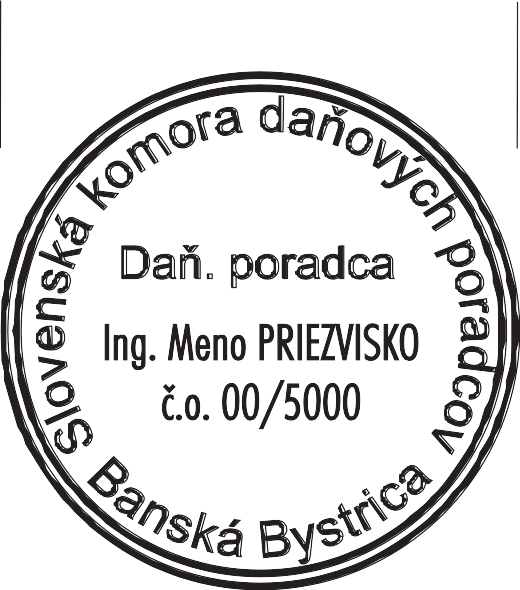 Slovenská komora daňových poradcov
Daň. poradca
Ing. Meno PRIEZVISKO
č.o. 00/5000
Banská Bystrica